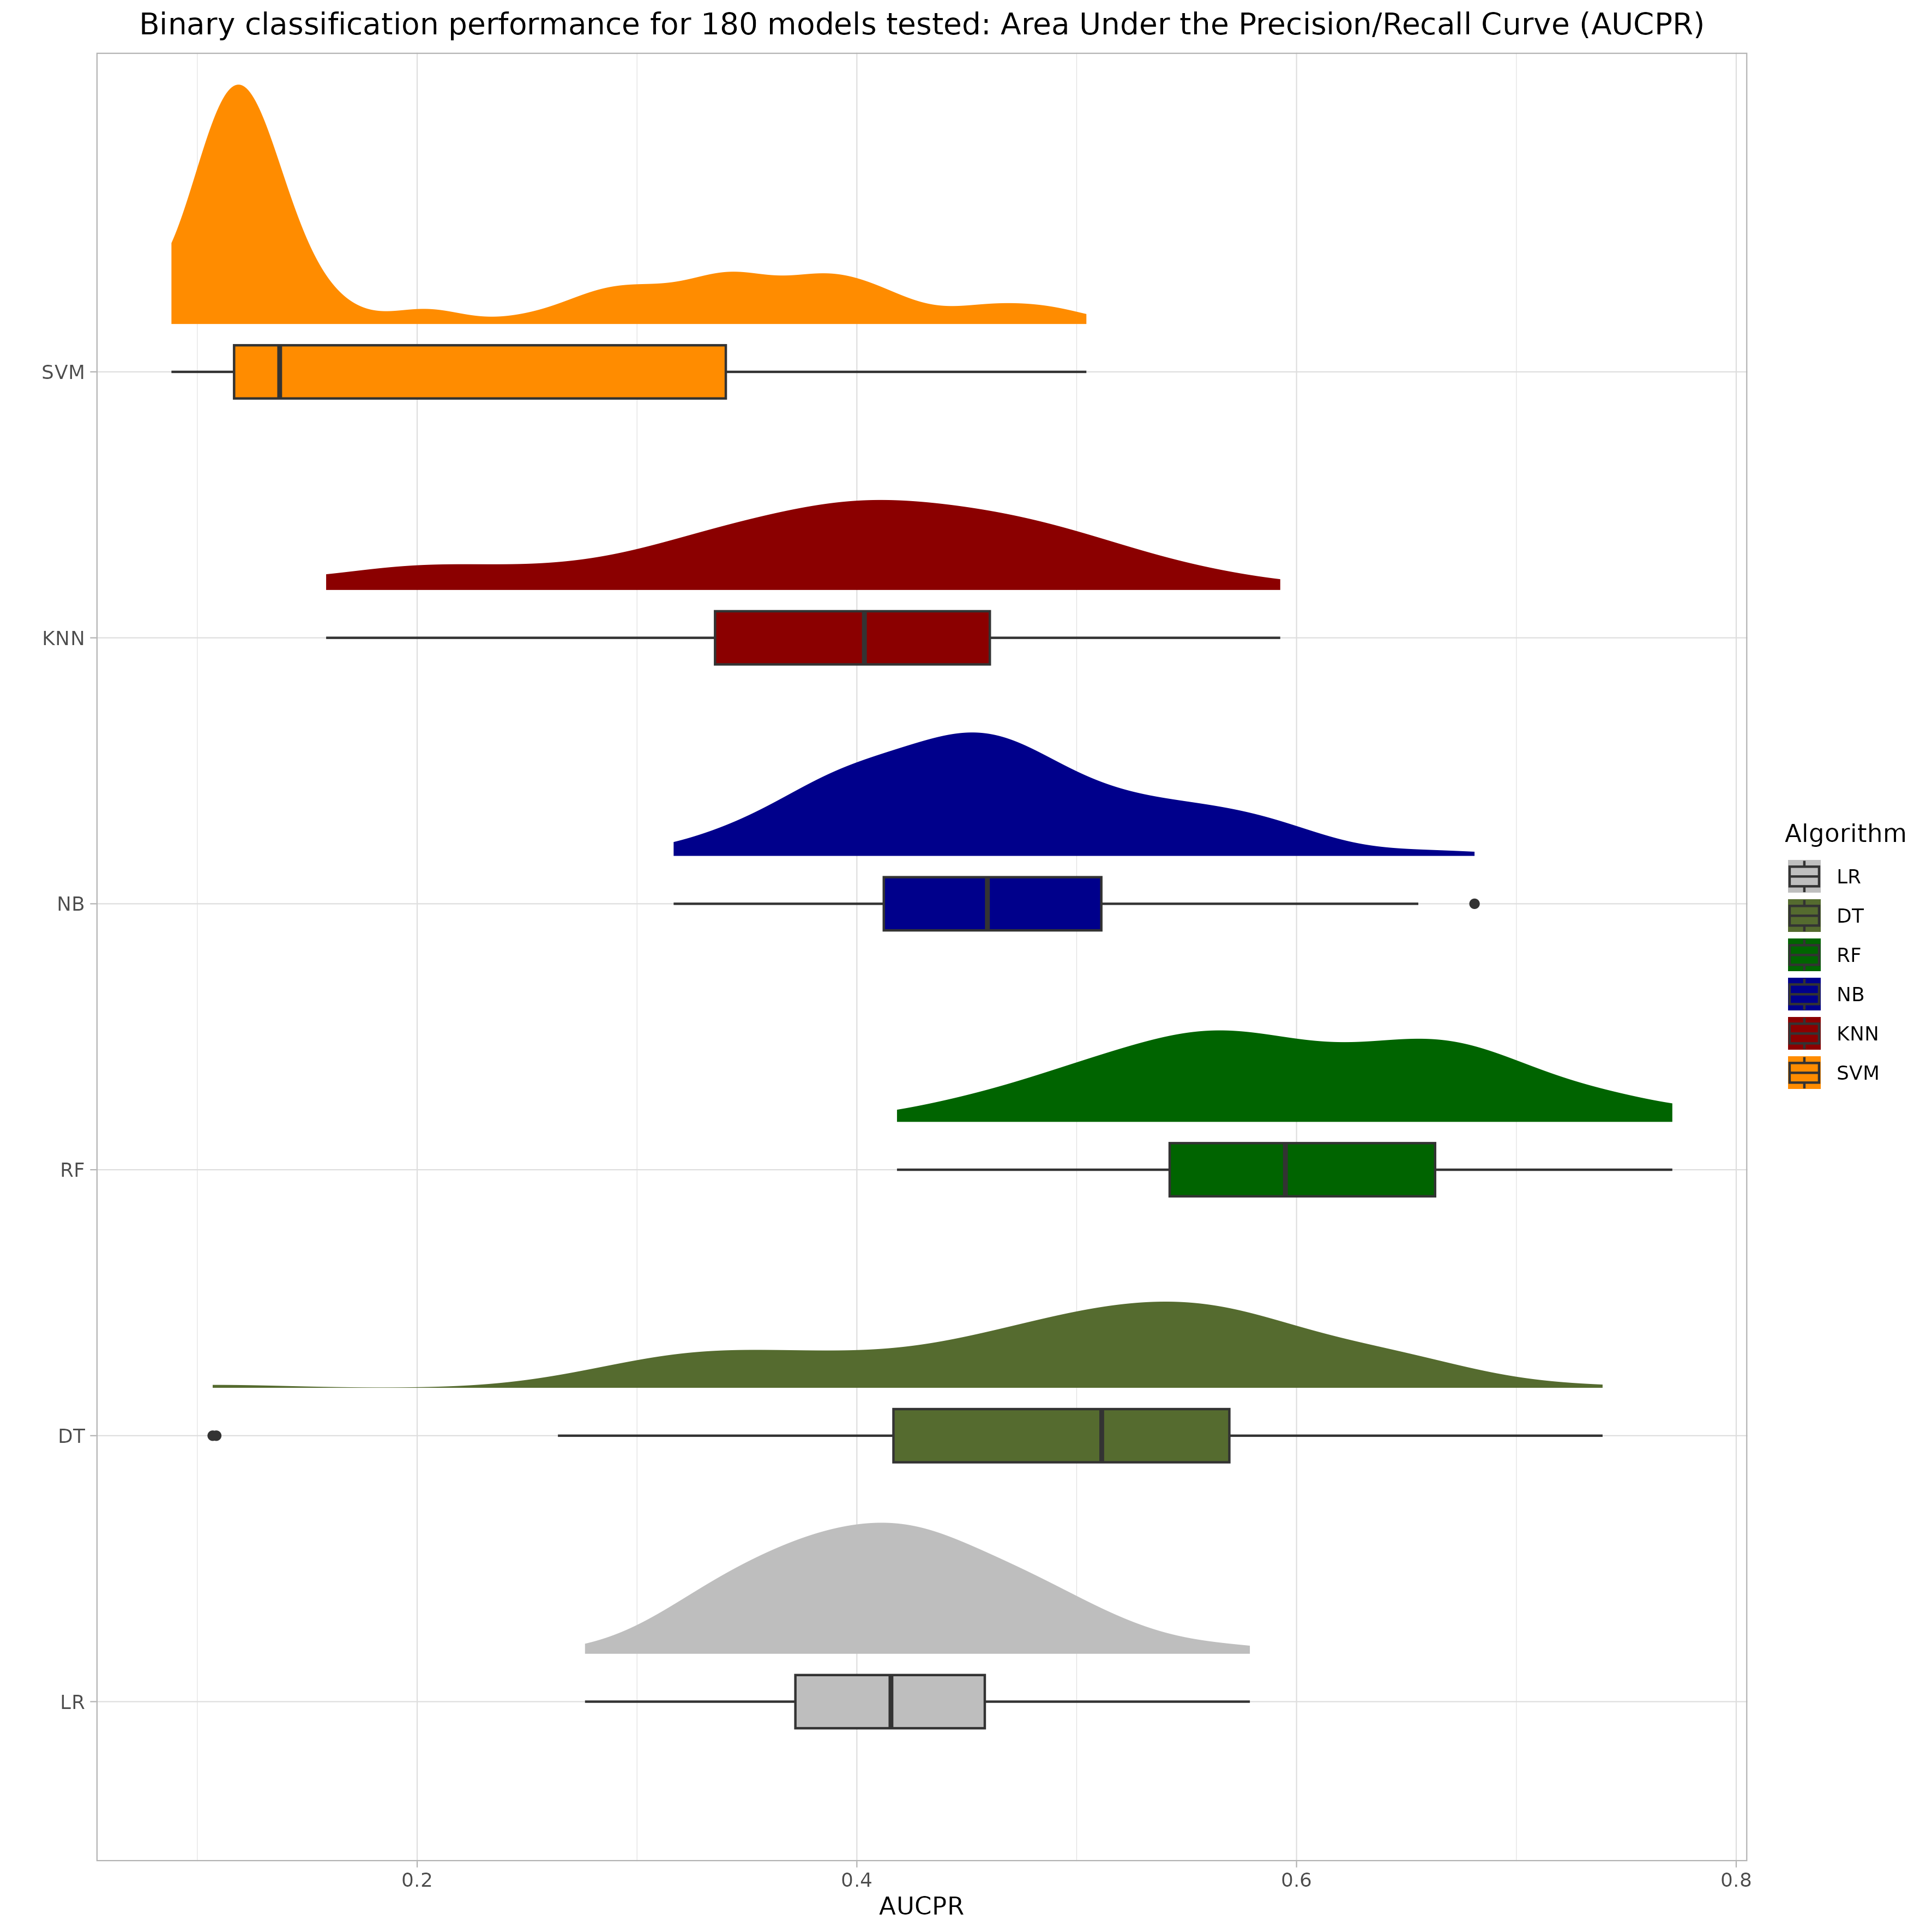 Binary classification performance for 180 models tested: Area Under the Precision/Recall Curve (AUCPR)
SVM
KNN
NB
RF
DT
LR
0.2
0.4
0.6
0.8
AUCPR
Algorithm
LR
DT
RF
NB
KNN
SVM